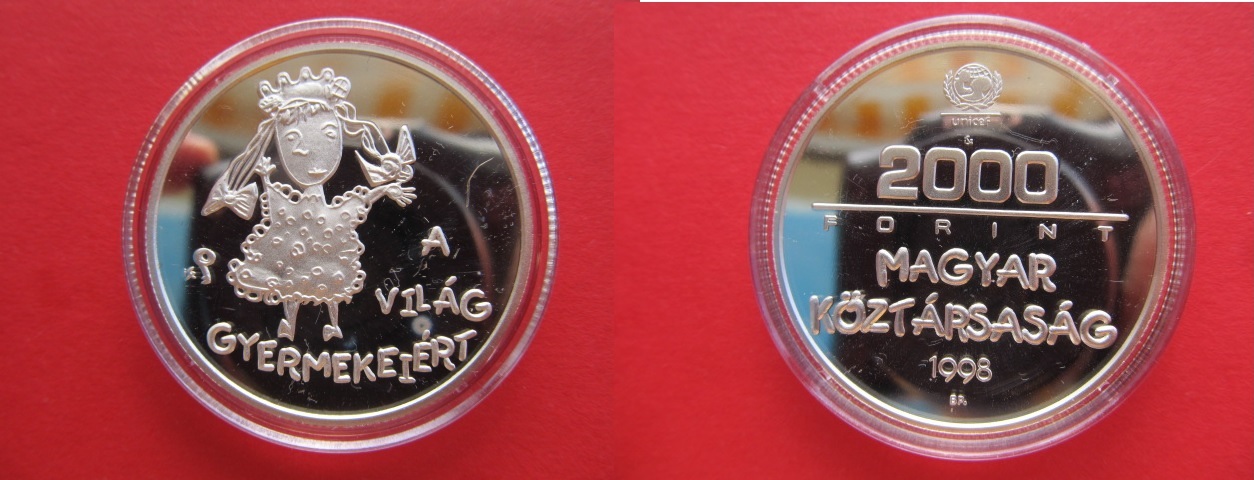 A
VILÁG
GYERMEKEIÉRT
unicef
2000
FORINT
MAGYAR
KÖZTÁRSASÁG
1998
BP.